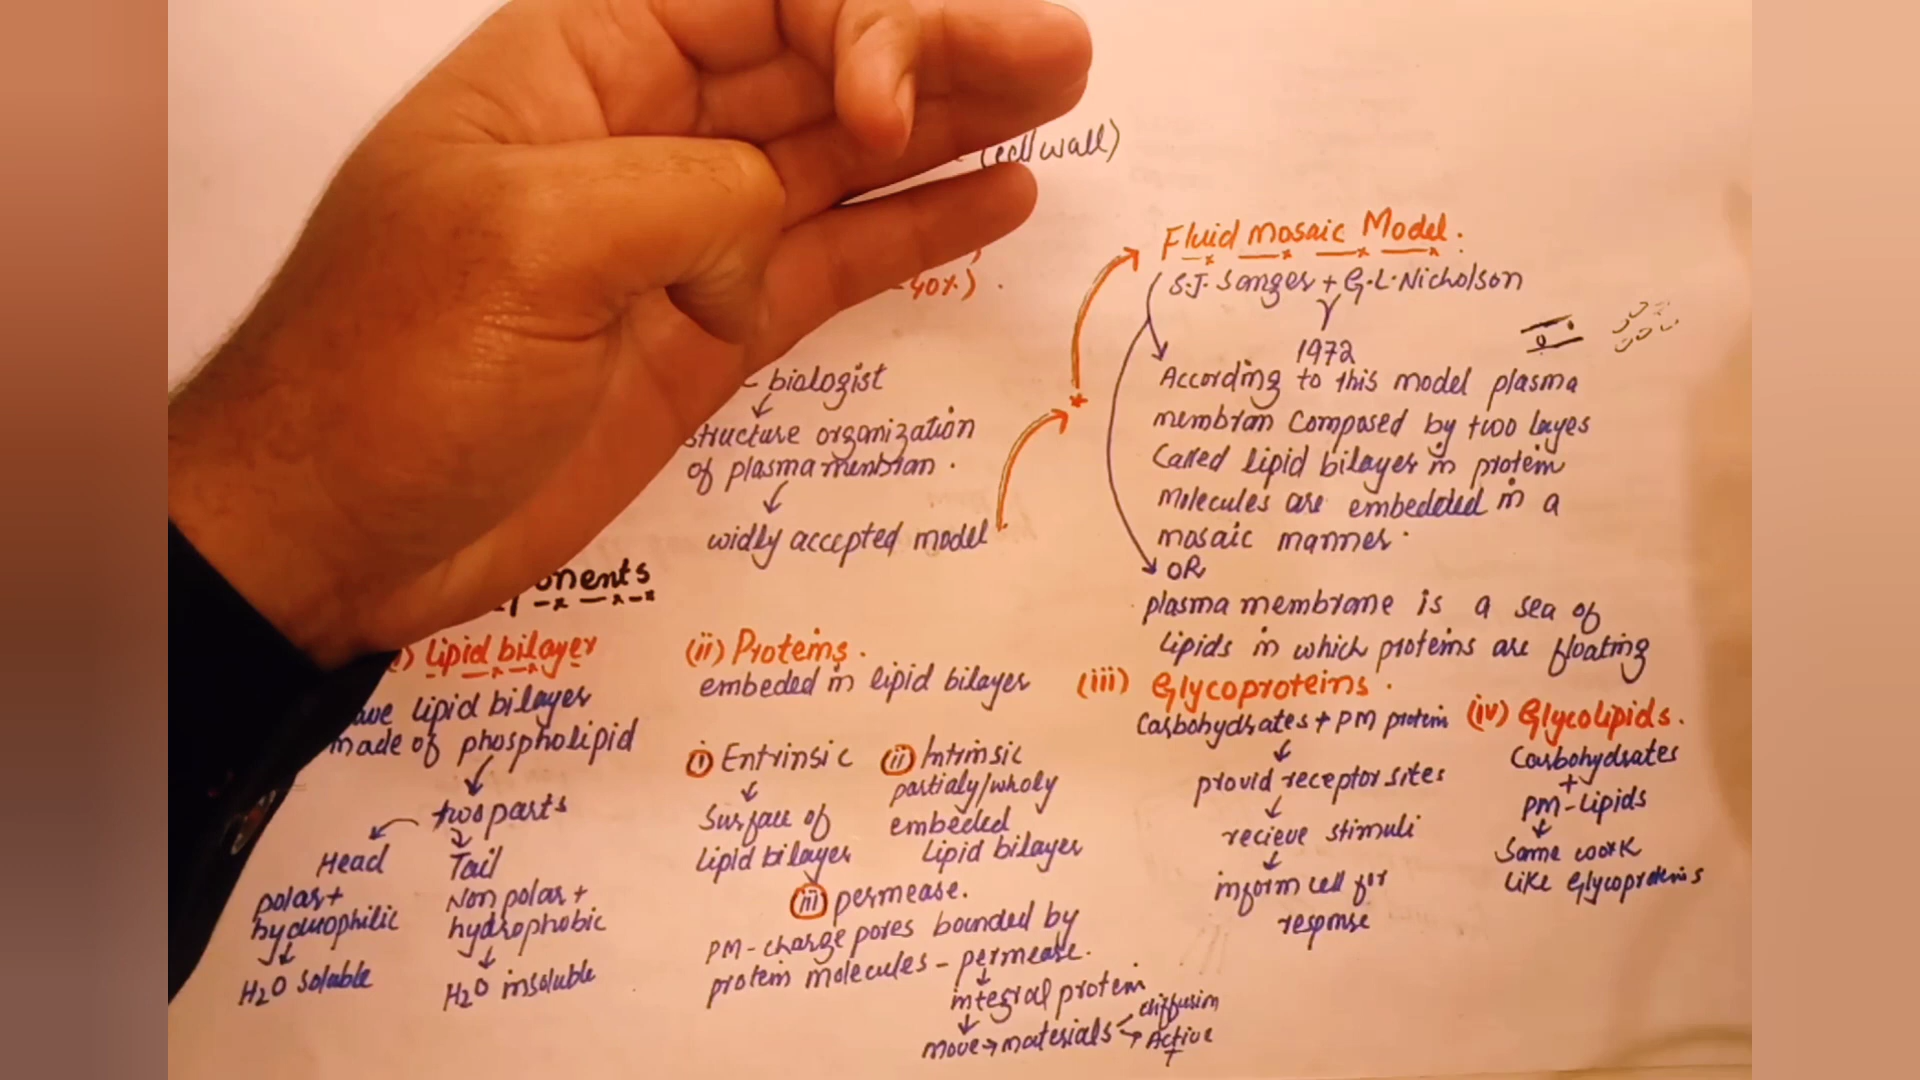 (cell wall)
40%) .
biologist
structure organization
of plasma menbran .
widly accepted model
Fluid mosaic Model.
S.J. Sanger + G.L. Nicholson
1972
According to this model plasma
membran composed by two layes
Called lipid bilayer in protein
Molecules are embedded in a
mosaic manner.
OR
plasma membrane is a sea of
lipids in which proteins are floating
onents
i) Lipid bilayer
lipid bilayer
made of phospholipid
two parts
Head
Tail
polar +
hydrophilic
H2O soluble
Non polar +
hydrophobic
H2O insoluble
(ii) Proteins.
embeded in lipid bilayer
(i) Entrinsic
Surface of
lipid bilayer
(ii) Intrinsic
partialy/wholy
embeded
Lipid bilayer
(iii) permease.
PM-charge pores bounded by
protein molecules - permease.
integral protein
Move → materials
diffusion
Active
T
(iii) Glycoproteins .
Carbohydrates + PM protein
provid receptor sites
recieve stimuli
inform cell for
response
(iv) Glycolipids.
Carbohydrates
+
PM-Lipids
Same work
Like Glycoproteins